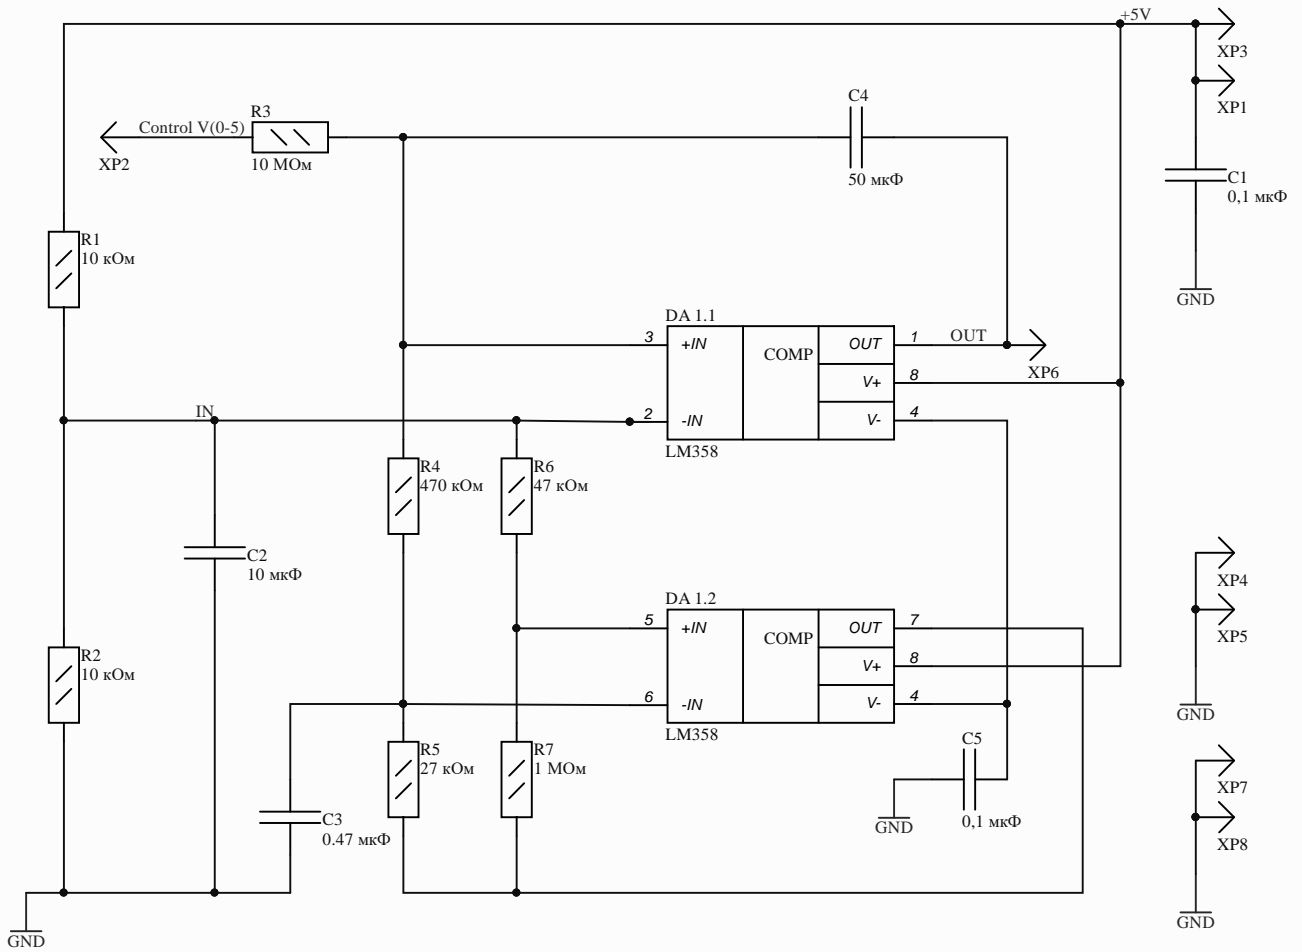 +5V
XP3
XP1
C4
R3
Control V(0-5)
XP2
10 МОм
50 мкФ
C1
0,1 мкФ
R1
10 кОм
GND
DA 1.1
3
+IN
COMP
OUT
1
OUT
XP6
V+
8
IN
2
-IN
V-
4
LM358
R4
470 кОм
R6
47 кОм
C2
10 мкФ
XP4
DA 1.2
5
+IN
COMP
OUT
7
XP5
R2
10 кОм
V+
8
6
-IN
V-
4
GND
LM358
C5
R5
27 кОм
R7
1 МОм
XP7
C3
0.47 мкФ
GND
0,1 мкФ
XP8
GND
GND